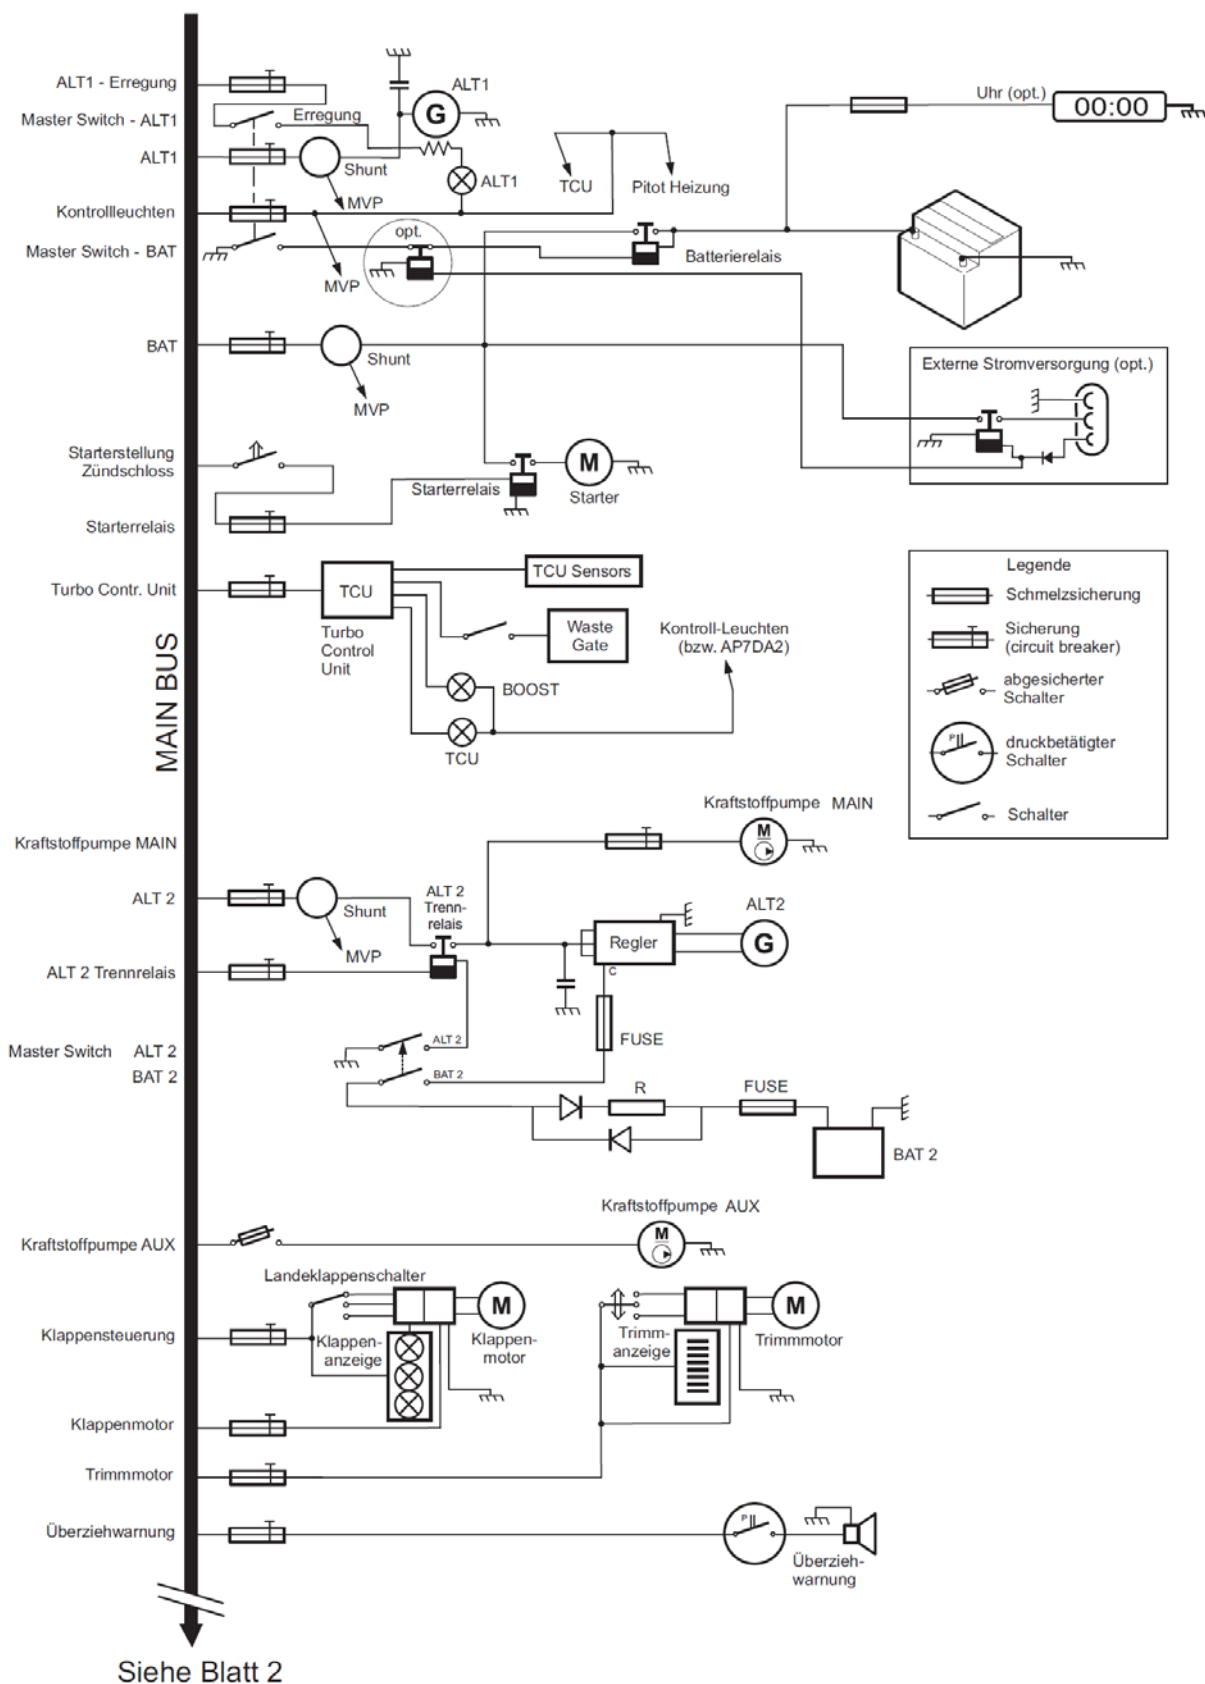 ALT1 - Erregung
Master Switch - ALT1
Erregung
G
ALT1
Uhr (opt.)
00:00
ALT1
Shunt
MVP
ALT1
TCU
Pitot Heizung
Kontrollleuchten
Master Switch - BAT
opt.
MVP
Batterierelais
BAT
Shunt
MVP
Externe Stromversorgung (opt.)
Starterstellung
Zündschloss
Starterrelais
M
Starter
Starterrelais
Turbo Contr. Unit
TCU
Turbo
Control
Unit
TCU Sensors
Waste
Gate
BOOST
TCU
Kontroll-Leuchten
(bzw. AP7DA2)
Legende
Schmelzsicherung
Sicherung
(circuit breaker)
abgesicherter
Schalter
P
druckbetätigter
Schalter
Schalter
MAIN BUS
Kraftstoffpumpe MAIN
M
Kraftstoffpumpe MAIN
ALT 2
Shunt
MVP
ALT 2
Trenn-
relais
Regler
C
ALT2
G
ALT 2 Trennrelais
FUSE
Master Switch ALT 2
BAT 2
ALT 2
BAT 2
R
FUSE
BAT 2
Kraftstoffpumpe AUX
M
Kraftstoffpumpe AUX
Landeklappenschalter
M
Klappensteuerung
Klappen-
anzeige
Klappen-
motor
Trimm-
anzeige
M
Trimmmotor
Klappenmotor
Trimmmotor
Überziehwarnung
P
Überzieh-
warnung
Siehe Blatt 2